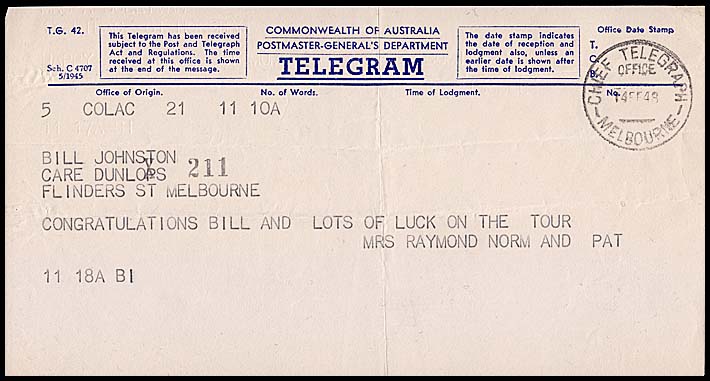 T.G. 42.
Sch. C 4707
5/1945
This Telegram has been received
subject to the Post and Telegraph
Act and Regulations. The time
received at this office is shown
at the end of the message.
COMMONWEALTH OF AUSTRALIA
POSTMASTER-GENERAL'S DEPARTMENT
TELEGRAM
The date stamp indicates
the date of reception and
lodgment also, unless an
earlier date is shown after
the time of lodgment.
Office Date Stamp
T.
C.
B.
CHIEF TELEGRAPH
OFFICE
MELBOURNE
Office of Origin. No. of Words. Time of Lodgment. No.
5 COLAC 21 11 10A
BILL JOHNSTON
CARE DUNLOPS 211
FLINDERS ST MELBOURNE
CONGRATULATIONS BILL AND LOTS OF LUCK ON THE TOUR
MRS RAYMOND NORM AND PAT
11 18A BI